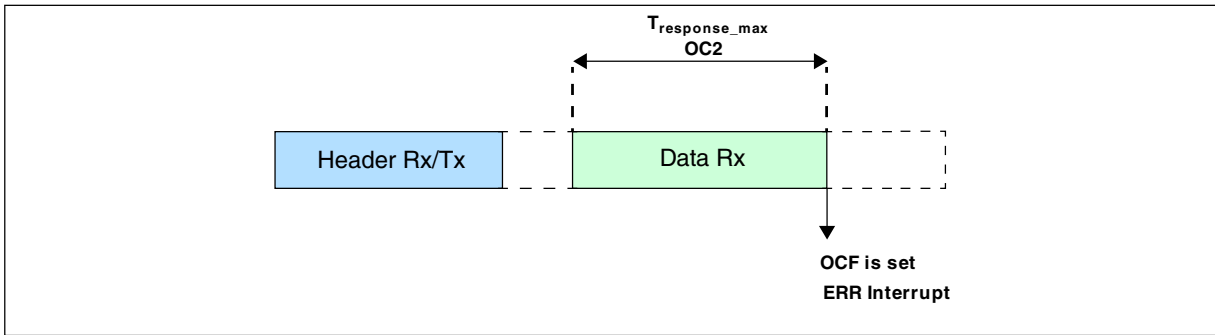 Tresponse_max
OC2
Header Rx/Tx
Data Rx
OCF is set
ERR Interrupt